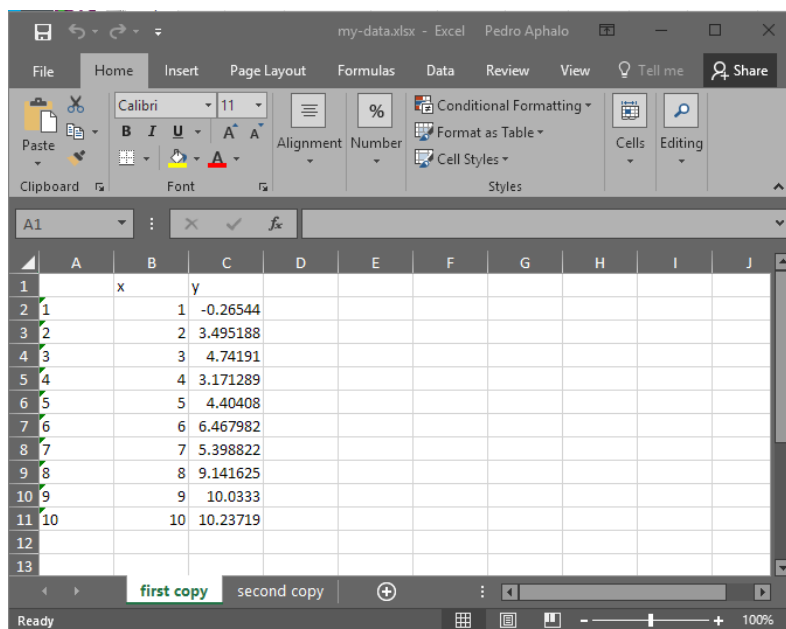 my-data.xlsx - Excel Pedro Aphalo
File Home Insert Page Layout Formulas Data Review View Tell me Share
Calibri 11 % Conditional Formatting
B I U A A Format as Table
Paste Alignment Number Cells Editing
A Cell Styles
Clipboard Font Styles
A1 fx
A B C D E F G H I J
1 x y
2 1 1 -0.26544
3 2 2 3.495188
4 3 3 4.74191
5 4 4 3.171289
6 5 5 4.40408
7 6 6 6.467982
8 7 7 5.398822
9 8 8 9.141625
10 9 9 10.0333
11 10 10 10.23719
12
13
first copy second copy
Ready 100%